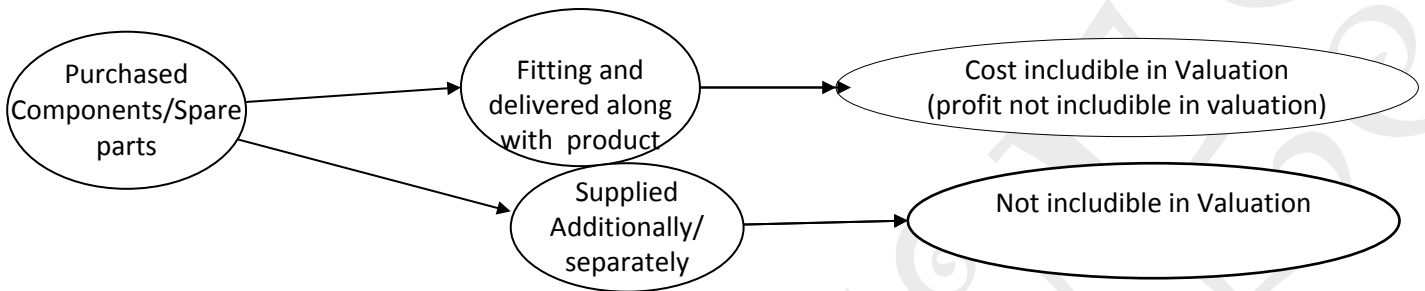 Purchased
Components/Spare
parts
Fitting and
delivered along
with product
Cost includible in Valuation
(profit not includible in valuation)
Supplied
Additionally/
separately
Not includible in Valuation